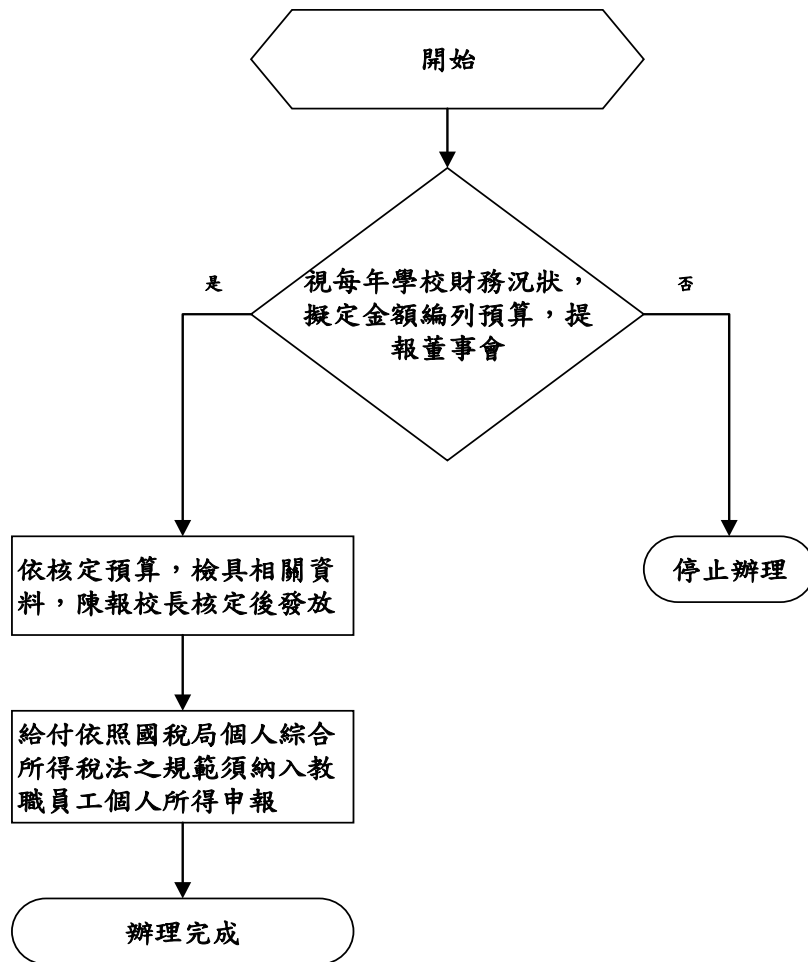 開始
視每年學校財務況狀，
擬定金額編列預算，提
報董事會
是
否
依核定預算，檢具相關資
料，陳報校長核定後發放
停止辦理
給付依照國稅局個人綜合
所得稅法之規範須納入教
職員工個人所得申報
辦理完成